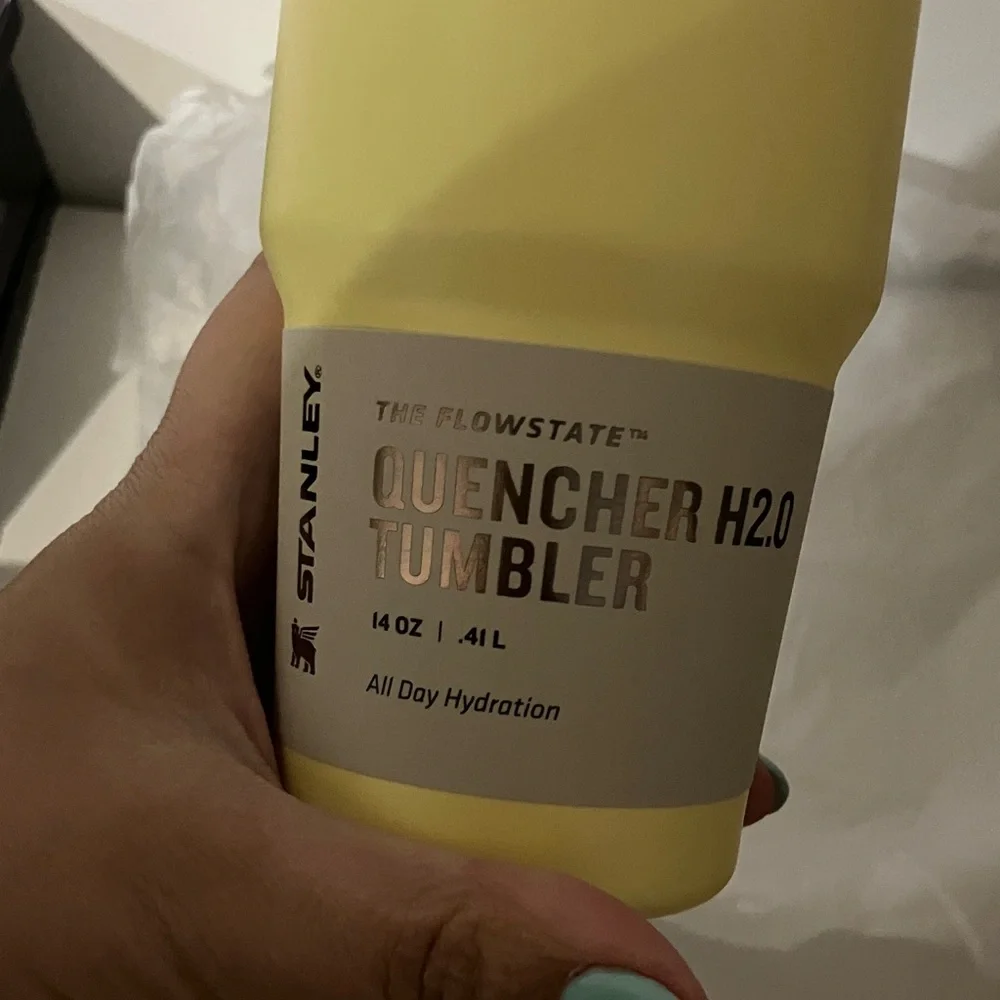 STANLEY®
THE FLOWSTATE™
QUENCHER H2.0
TUMBLER
14 OZ | .41 L
All Day Hydration